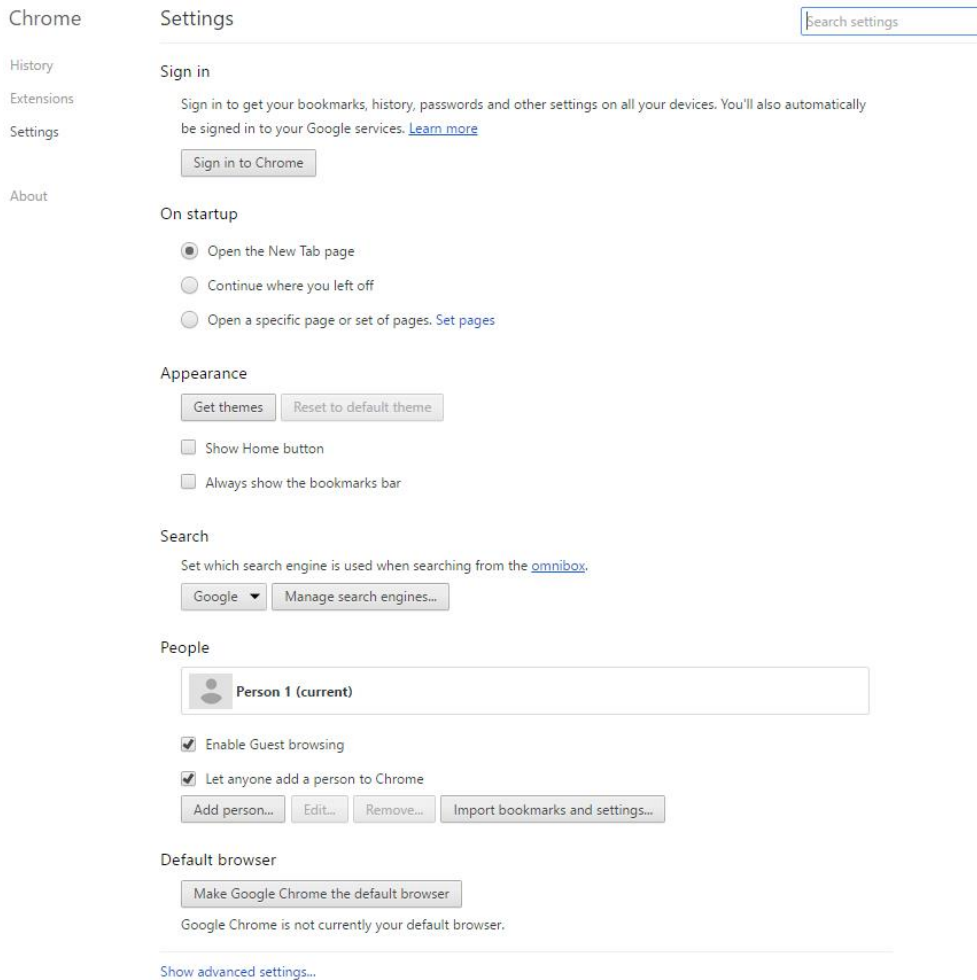 Chrome
History
Extensions
Settings
About
Settings
Search settings
Sign in
Sign in to get your bookmarks, history, passwords and other settings on all your devices. You'll also automatically
be signed in to your Google services. Learn more
Sign in to Chrome
On startup
Open the New Tab page
Continue where you left off
Open a specific page or set of pages. Set pages
Appearance
Get themes Reset to default theme
Show Home button
Always show the bookmarks bar
Search
Set which search engine is used when searching from the omnibox.
Google Manage search engines...
People
Person 1 (current)
Enable Guest browsing
Let anyone add a person to Chrome
Add person... Edit... Remove... Import bookmarks and settings...
Default browser
Make Google Chrome the default browser
Google Chrome is not currently your default browser.
Show advanced settings...